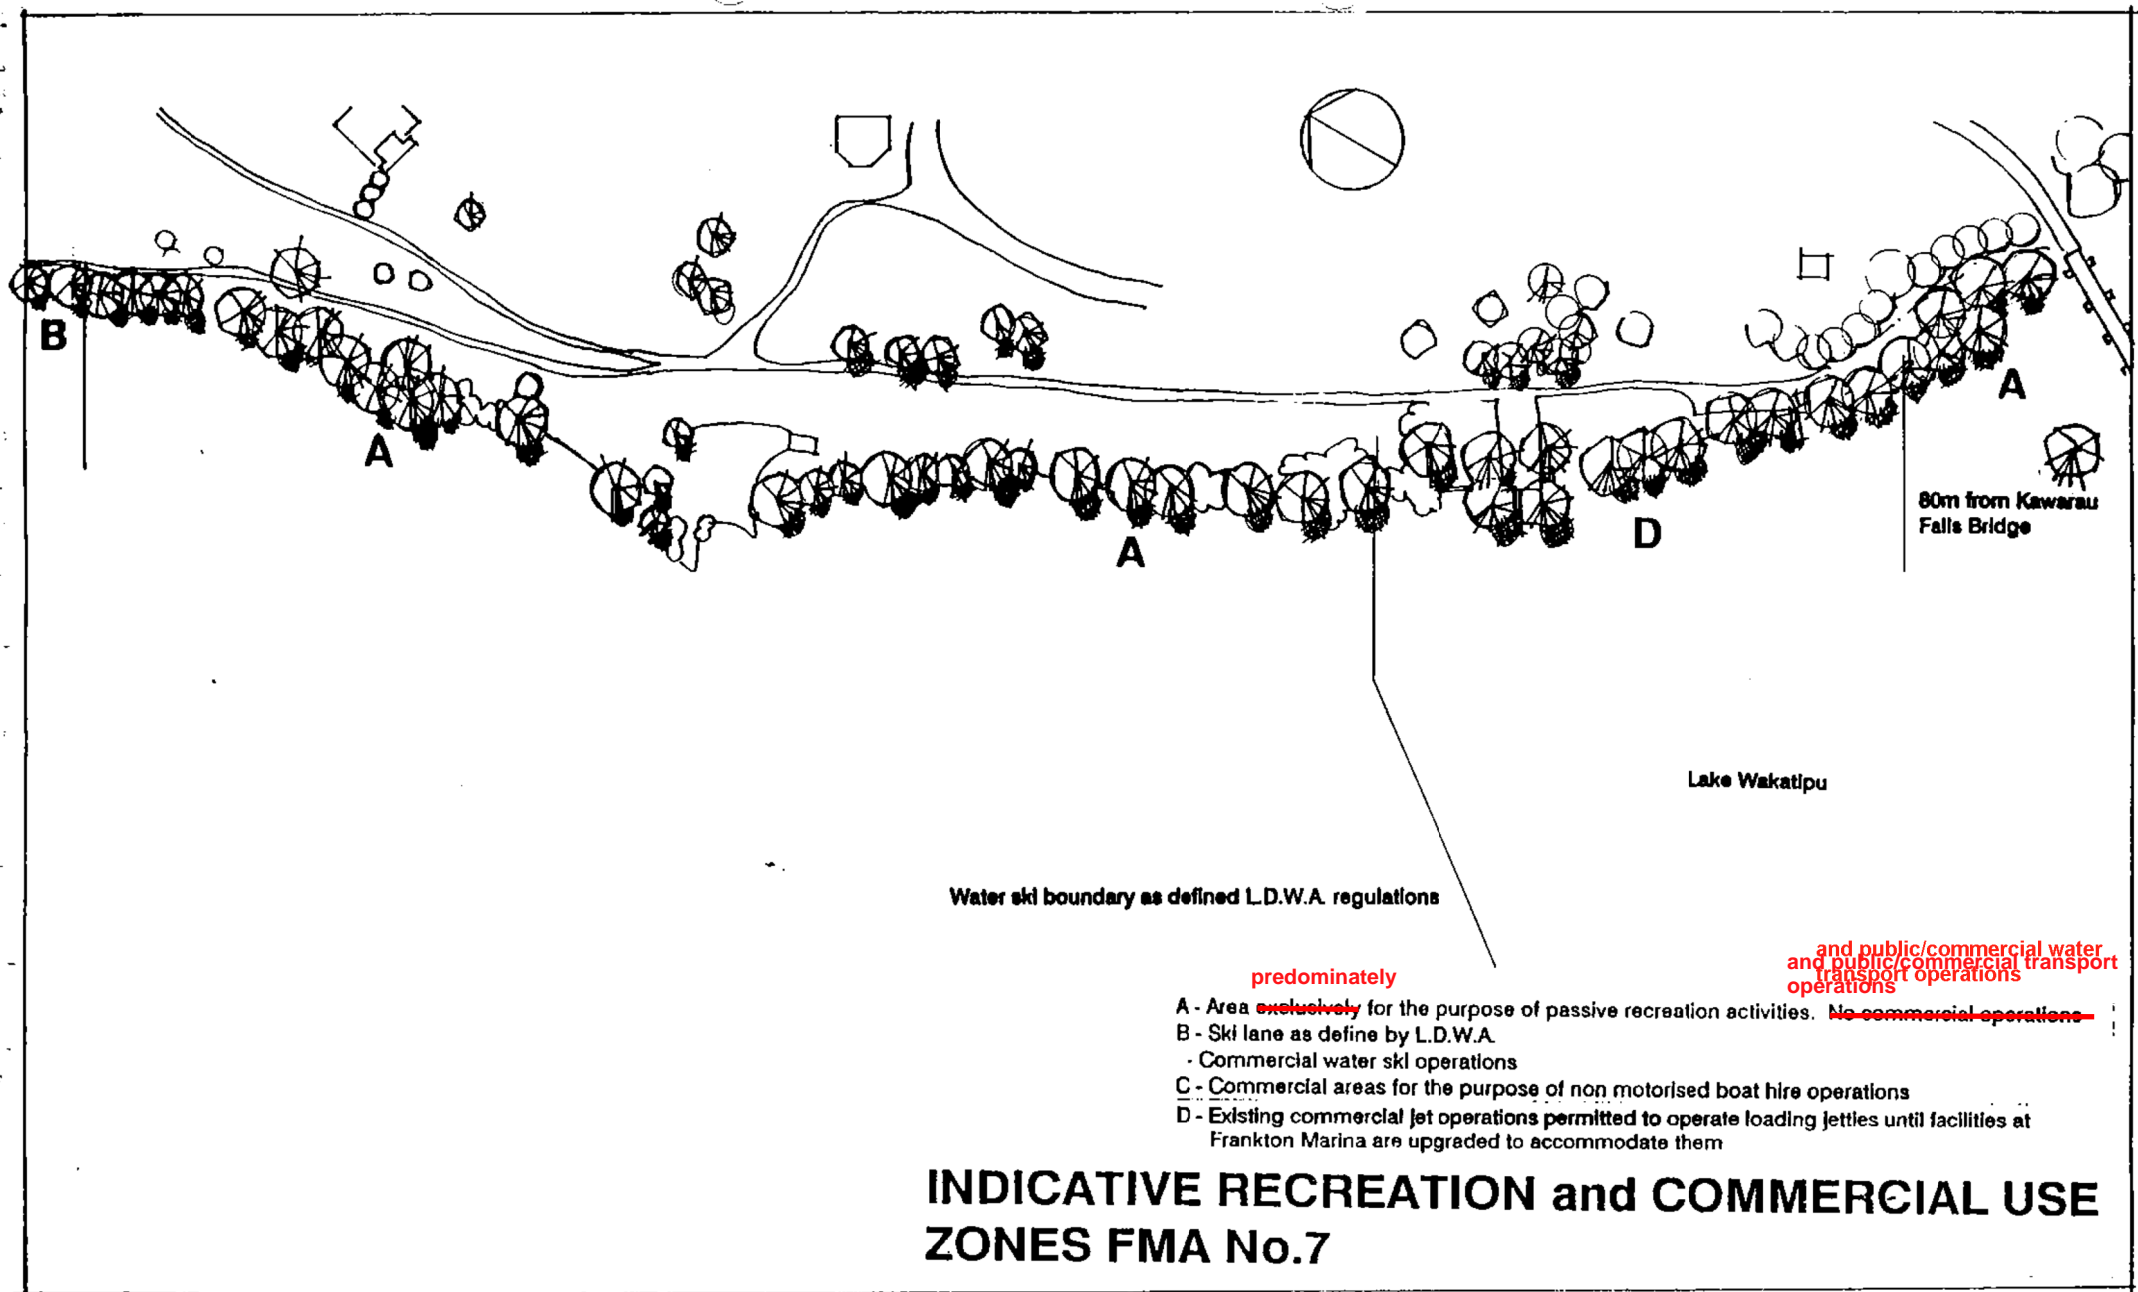 B
A
A
D
A
80m from Kawarau
Falls Bridge
Lake Wakatipu
Water ski boundary as defined L.D.W.A. regulations
and public/commercial water
transport operations
and public/commercial transport
operations
predominately
A - Area exclusively for the purpose of passive recreation activities. No commercial operations
B - Ski lane as define by L.D.W.A.
- Commercial water ski operations
C - Commercial areas for the purpose of non motorised boat hire operations
D - Existing commercial jet operations permitted to operate loading jetties until facilities at
Frankton Marina are upgraded to accommodate them
INDICATIVE RECREATION and COMMERCIAL USE
ZONES FMA No.7